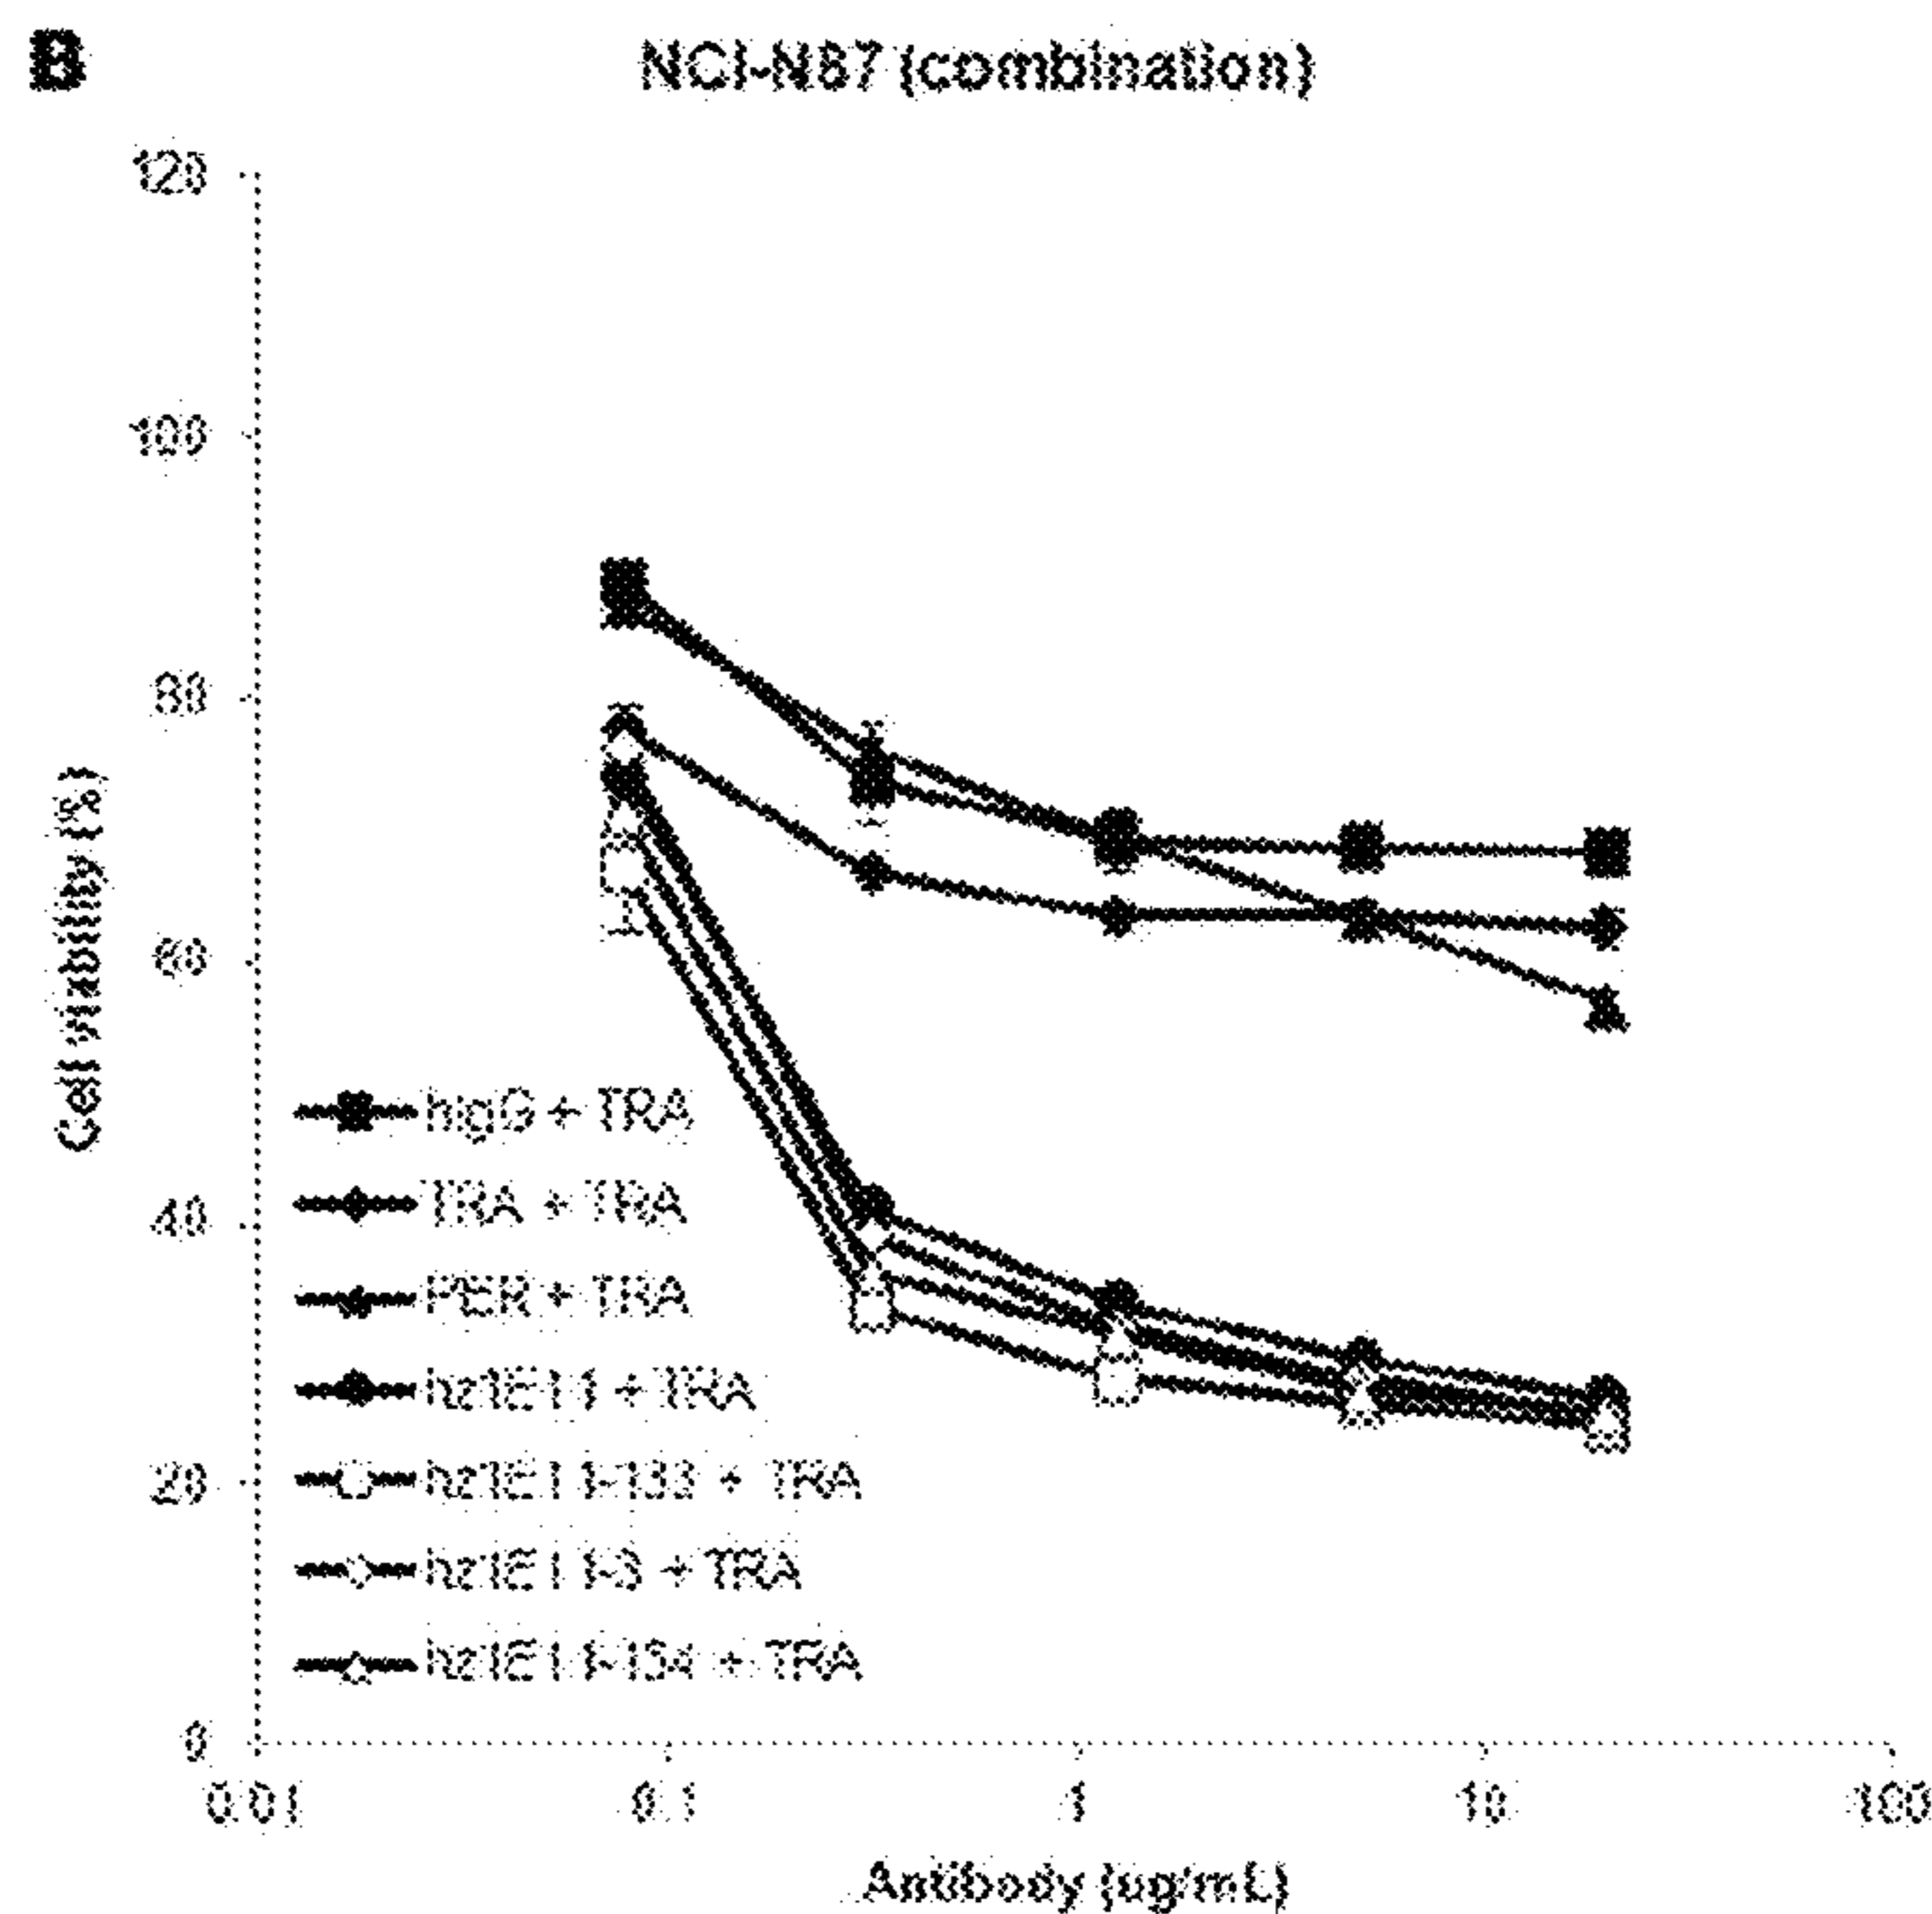 B
NCI-N87 (combination)
120
100
80
60
40
20
0
Cell viability (%)
hIgG + TRA
TRA + TRA
PER + TRA
hz1E11 + TRA
hz1E11-133 + TRA
hz1E11-3 + TRA
hz1E11-154 + TRA
0.01
0.1
1
10
100
Antibody (ug/mL)